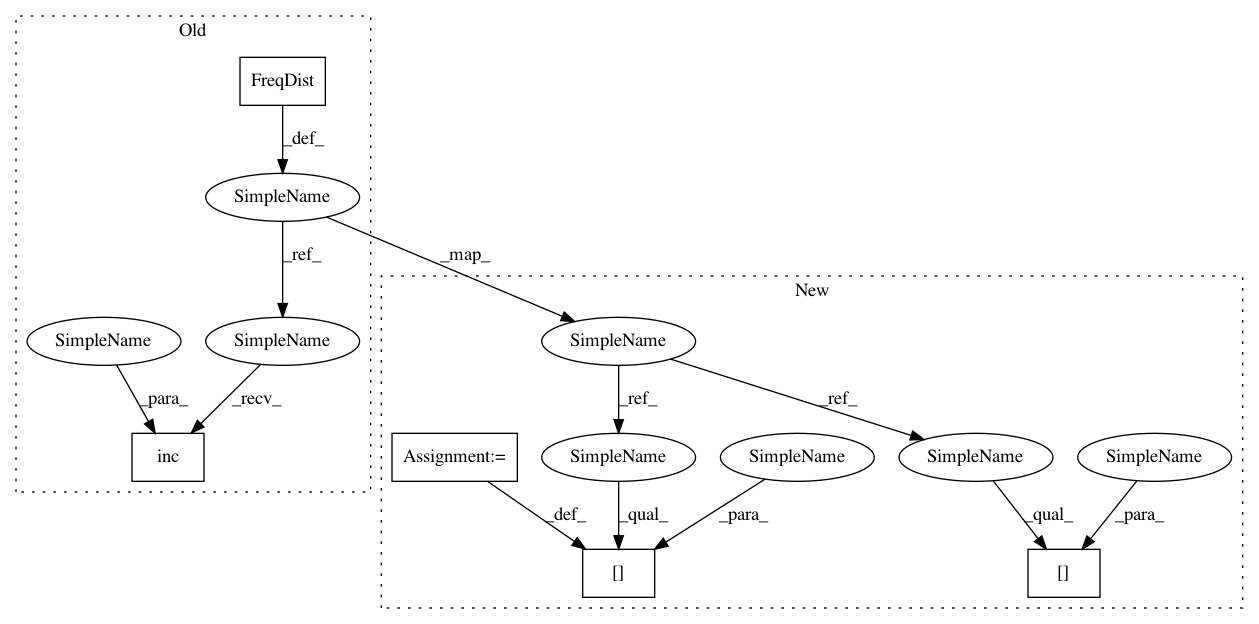 Old
FreqDist
_def_
SimpleName
_ref_
_map_
New
SimpleName
SimpleName
SimpleName
_para_
_recv_
_ref_
_ref_
inc
Assignment:=
SimpleName
SimpleName
SimpleName
SimpleName
_def_
_qual_
_para_
_qual_
_para_
[]
[]